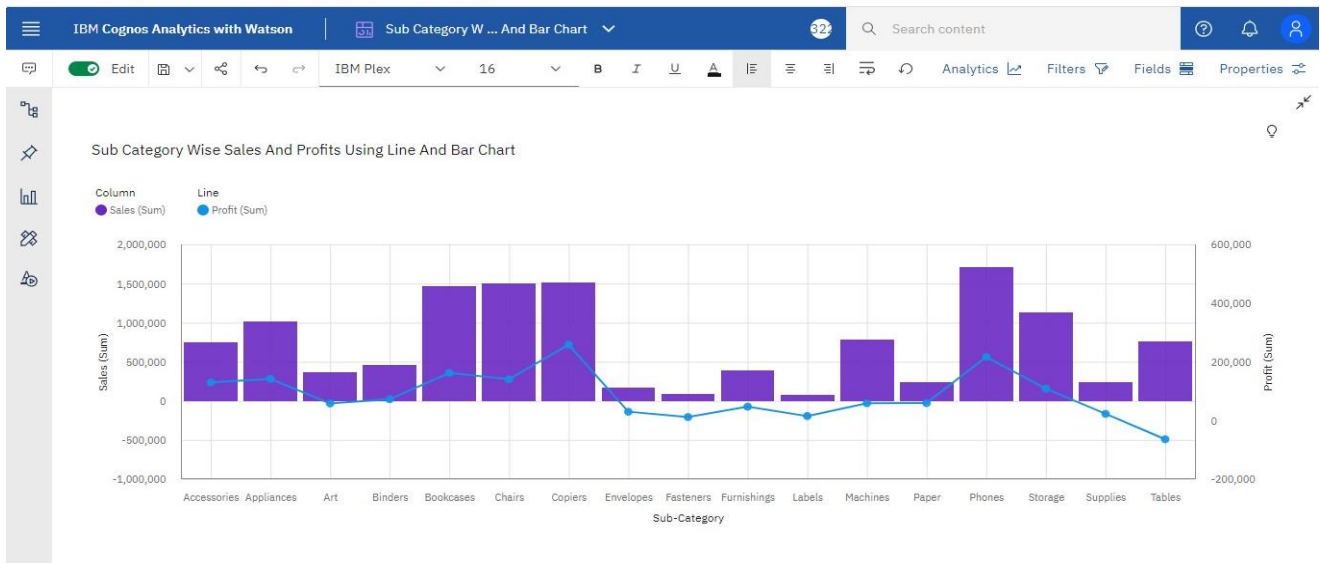 IBM Cognos Analytics with Watson
Sub Category W ... And Bar Chart
322
Search content
Edit
IBM Plex
16
B I U A
Analytics
Filters
Fields
Properties
Sub Category Wise Sales And Profits Using Line And Bar Chart
Column Line
Sales (Sum) Profit (Sum)
2,000,000 600,000
1,500,000
400,000
1,000,000
500,000 200,000
0
0
-500,000
-1,000,000 -200,000
Sales (Sum)
Profit (Sum)
Accessories Appliances Art Binders Bookcases Chairs Copiers Envelopes Fasteners Furnishings Labels Machines Paper Phones Storage Supplies Tables
Sub-Category